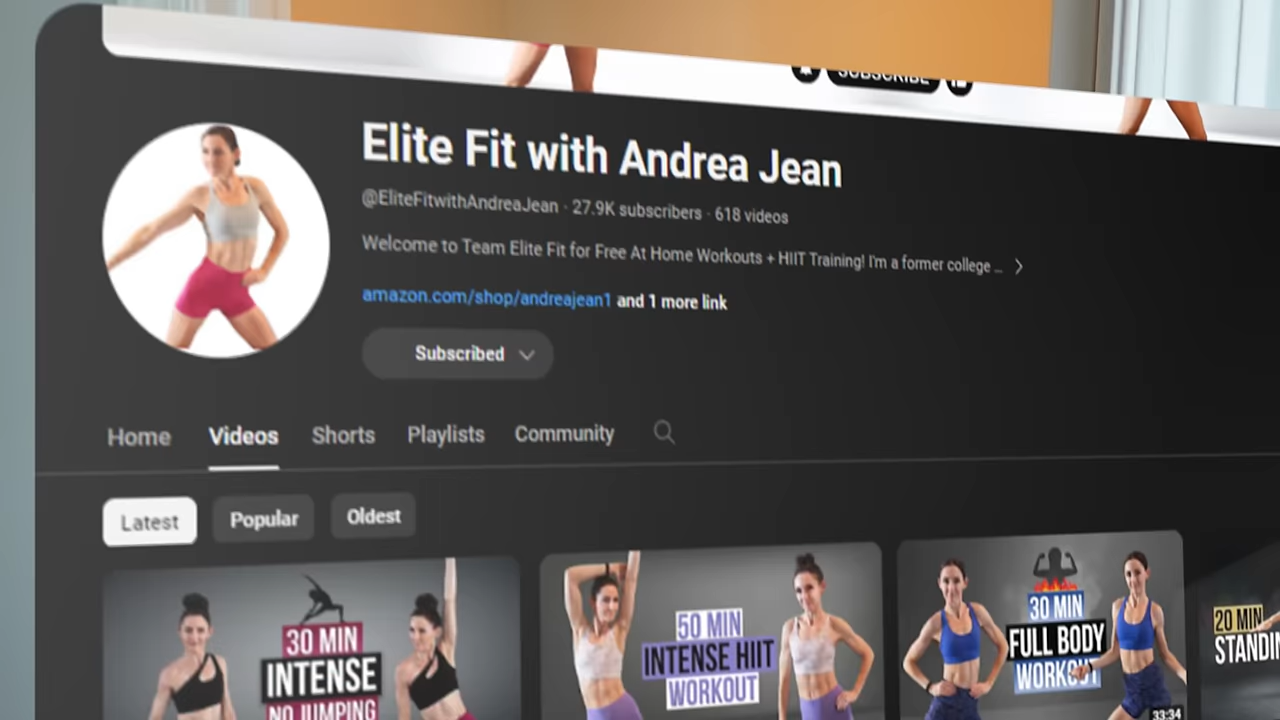 SUBSCRIBE
Elite Fit with Andrea Jean
@EliteFitwithAndreaJean · 27.9K subscribers · 618 videos
Welcome to Team Elite Fit for Free At Home Workouts + HIIT Training! I'm a former college ...
amazon.com/shop/andreajean1 and 1 more link
Subscribed
Home Videos Shorts Playlists Community
Latest Popular Oldest
30 MIN
INTENSE
NO JUMPING
50 MIN
INTENSE HIIT
WORKOUT
30 MIN
FULL BODY
WORKOUT
33:34
20 MIN